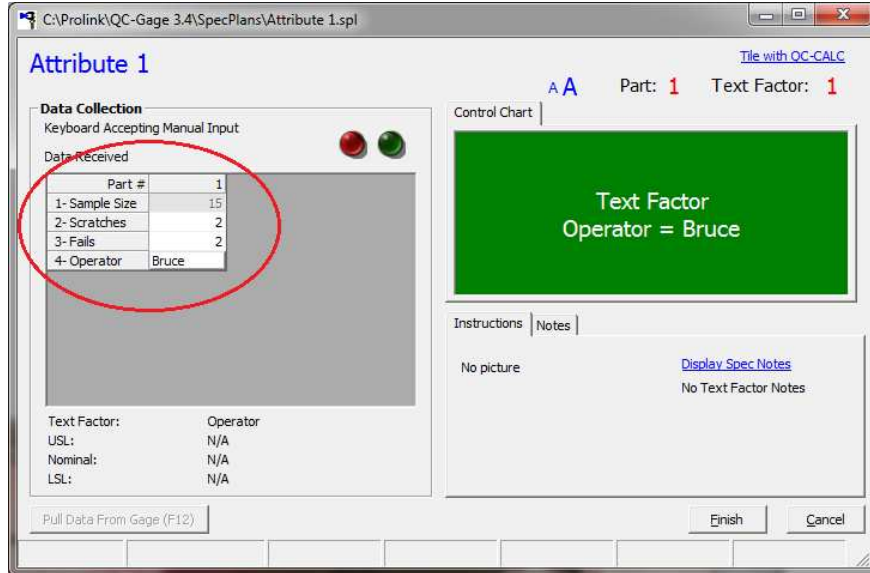 C:\Prolink\QC-Gage 3.4\SpecPlans\Attribute 1.spl
Attribute 1
Tile with QC-CALC
A A Part: 1 Text Factor: 1
Data Collection
Keyboard Accepting Manual Input
Data Received
Part # 1
1- Sample Size 15
2- Scratches 2
3- Fails 2
4- Operator Bruce
Text Factor: Operator
USL: N/A
Nominal: N/A
LSL: N/A
Control Chart
Text Factor
Operator = Bruce
Instructions Notes
No picture
Display Spec Notes
No Text Factor Notes
Pull Data From Gage (F12)
Finish Cancel